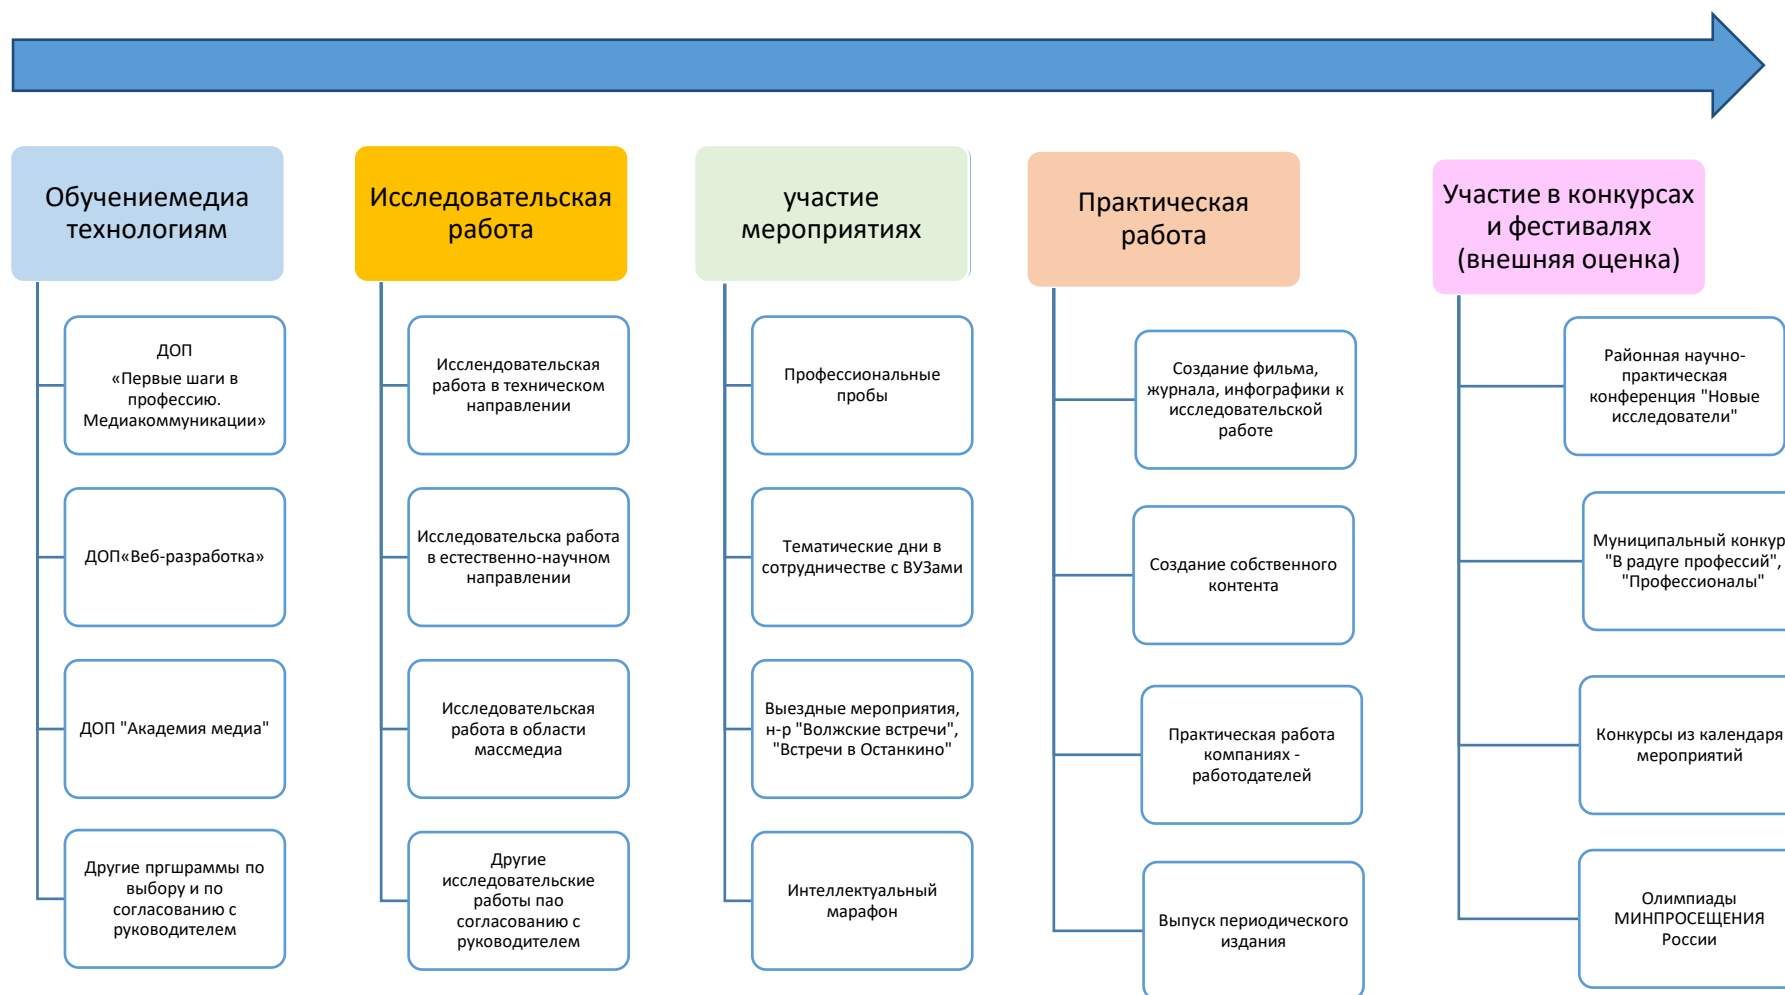 Обучениемедиа
технологиям
ДОП
«Первые шаги в
профессию.
Медиакоммуникации»
ДОП«Веб-разработка»
ДОП "Академия медиа"
Другие пргшраммы по
выбору и по
согласованию с
руководителем
Исследовательская
работа
Исслендовательская
работа в техническом
направлении
Исследовательска работа
в естественно-научном
направлении
Исследовательская
работа в области
массмедиа
Другие
исследовательские
работы пао
согласованию с
руководителем
участие
мероприятиях
Профессиональные
пробы
Тематические дни в
сотрудничестве с ВУЗами
Выездные мероприятия,
н-р "Волжские встречи",
"Встречи в Останкино"
Интеллектуальный
марафон
Практическая
работа
Создание фильма,
журнала, инфографики к
исследовательской
работе
Создание собственного
контента
Практическая работа
компаниях -
работодателей
Выпуск периодического
издания
Участие в конкурсах
и фестивалях
(внешняя оценка)
Районная научно-
практическая
конференция "Новые
исследователи"
Муниципальный конкур
"В радуге профессий",
"Профессионалы"
Конкурсы из календаря
мероприятий
Олимпиады
МИНПРОСЕЩЕНИЯ
России